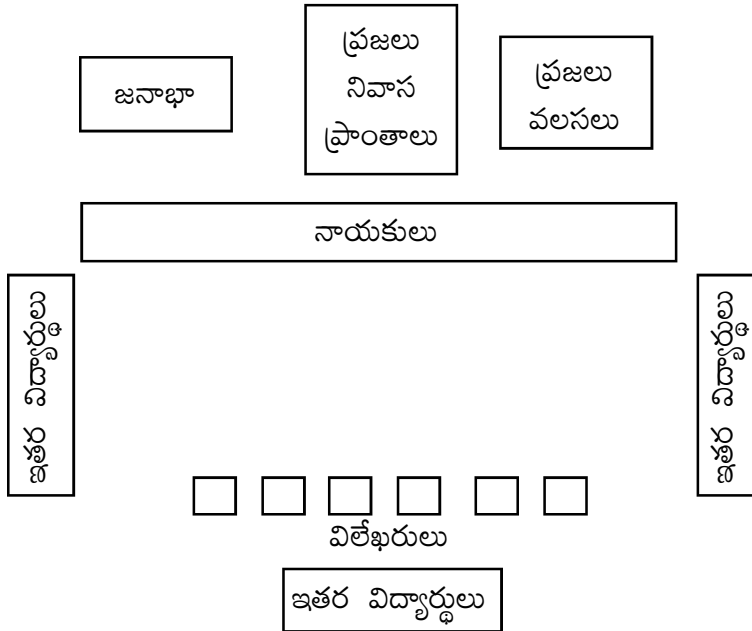 జనాభా
ప్రజలు
నివాస
ప్రాంతాలు
ప్రజలు
వలసలు
నాయకులు
ఇతర విద్యార్థులు
ఇతర విద్యార్థులు
విలేఖరులు
ఇతర విద్యార్థులు